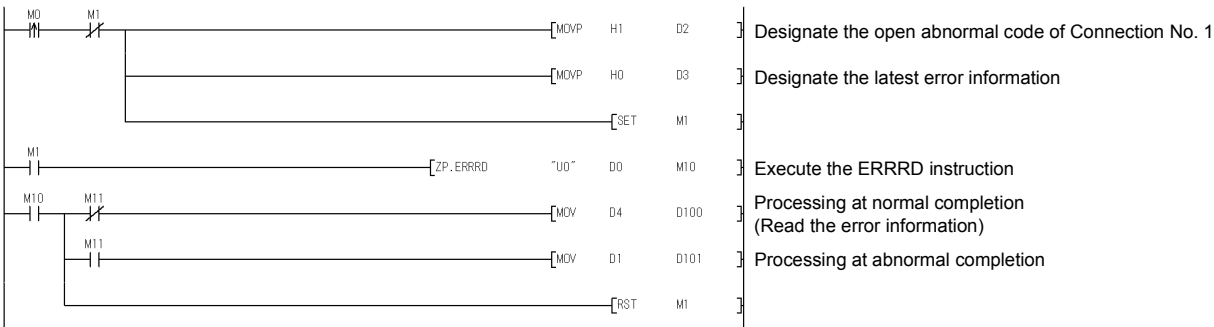 M0 M1 MOVP H1 D2 Designate the open abnormal code of Connection No. 1
MOVP H0 D3 Designate the latest error information
SET M1
M1 ZP.ERRRD "U0" D0 M10 Execute the ERRRD instruction
M10 M11 MOV D4 D100 Processing at normal completion
(Read the error information)
M11 MOV D1 D101 Processing at abnormal completion
RST M1